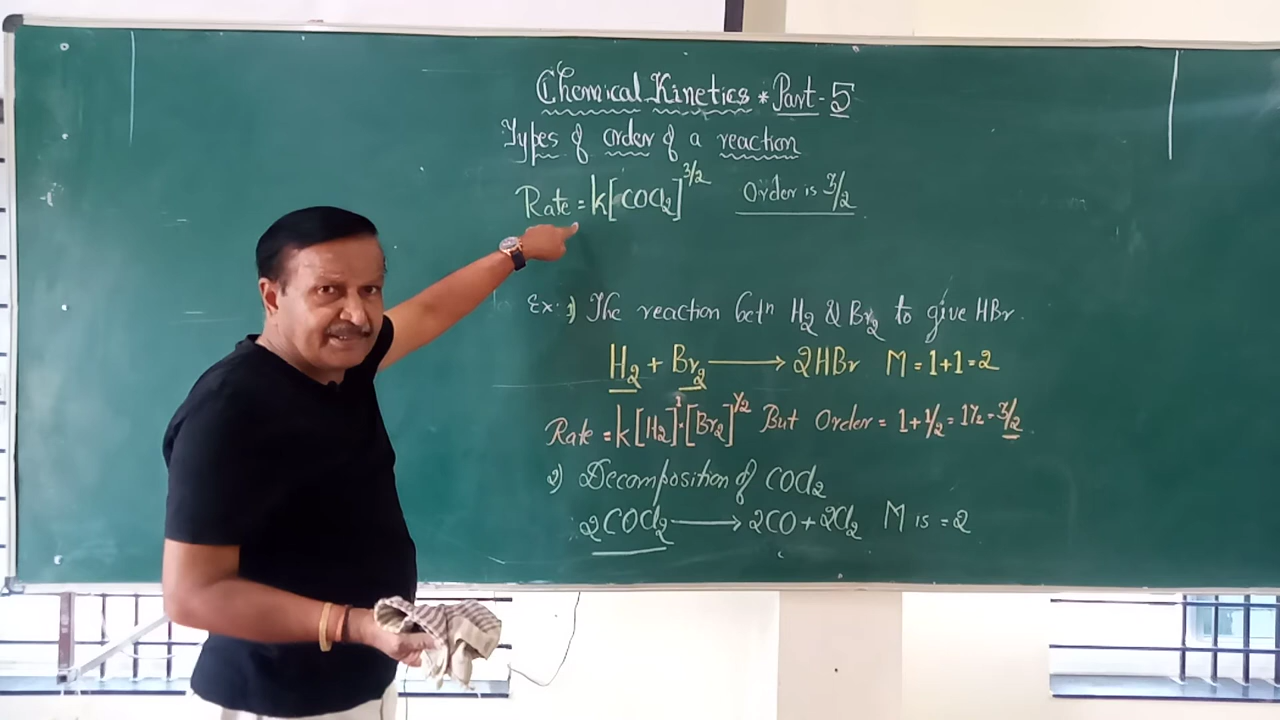 Chemical Kinetics * Part - 5
Types of order of a reaction
Rate = k[COCl₂]^3/2 Order is 3/2
Ex. 1) The reaction betn H₂ & Br₂ to give HBr.
H₂ + Br₂ ⟶ 2HBr M = 1+1 = 2
Rate = k[H₂]^1.[Br₂]^1/2 But Order = 1+1/2 = 1½ = 3/2
2) Decomposition of COCl₂
2COCl₂ ⟶ 2CO + 2Cl₂ M is = 2